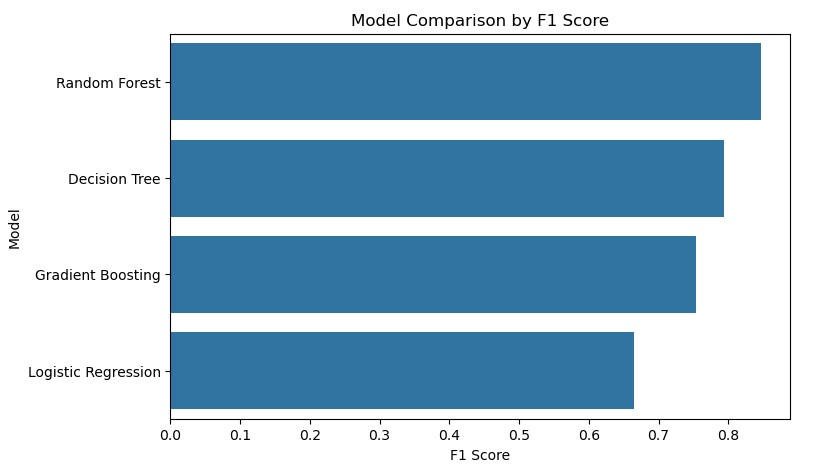 Model Comparison by F1 Score
Random Forest
Decision Tree
Gradient Boosting
Logistic Regression
Model
0.0 0.1 0.2 0.3 0.4 0.5 0.6 0.7 0.8
F1 Score